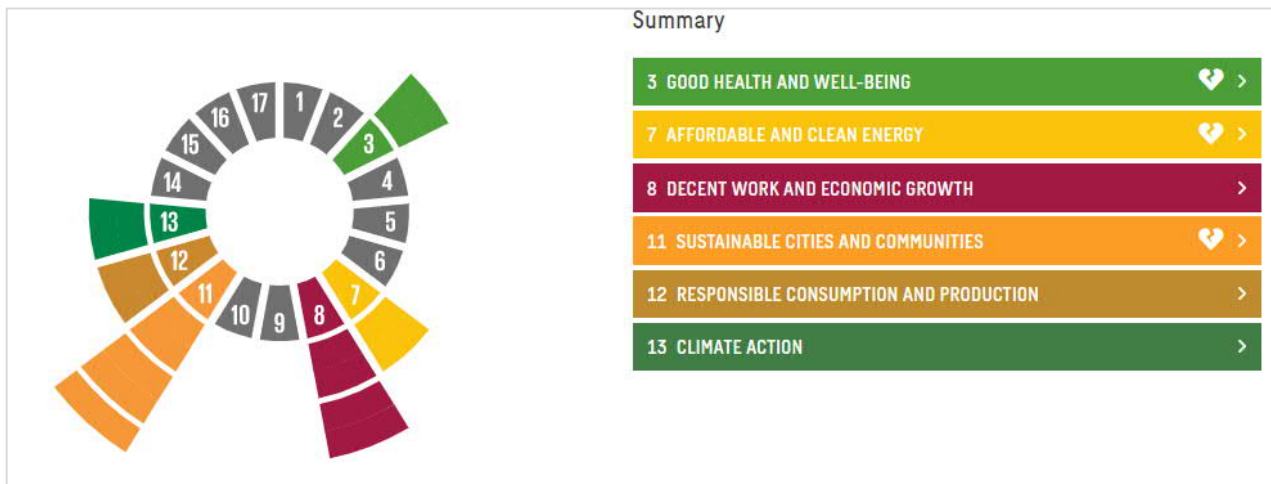 Summary
1
2
3
4
5
6
7
8
9
10
11
12
13
14
15
16
17
3 GOOD HEALTH AND WELL-BEING
7 AFFORDABLE AND CLEAN ENERGY
8 DECENT WORK AND ECONOMIC GROWTH
11 SUSTAINABLE CITIES AND COMMUNITIES
12 RESPONSIBLE CONSUMPTION AND PRODUCTION
13 CLIMATE ACTION